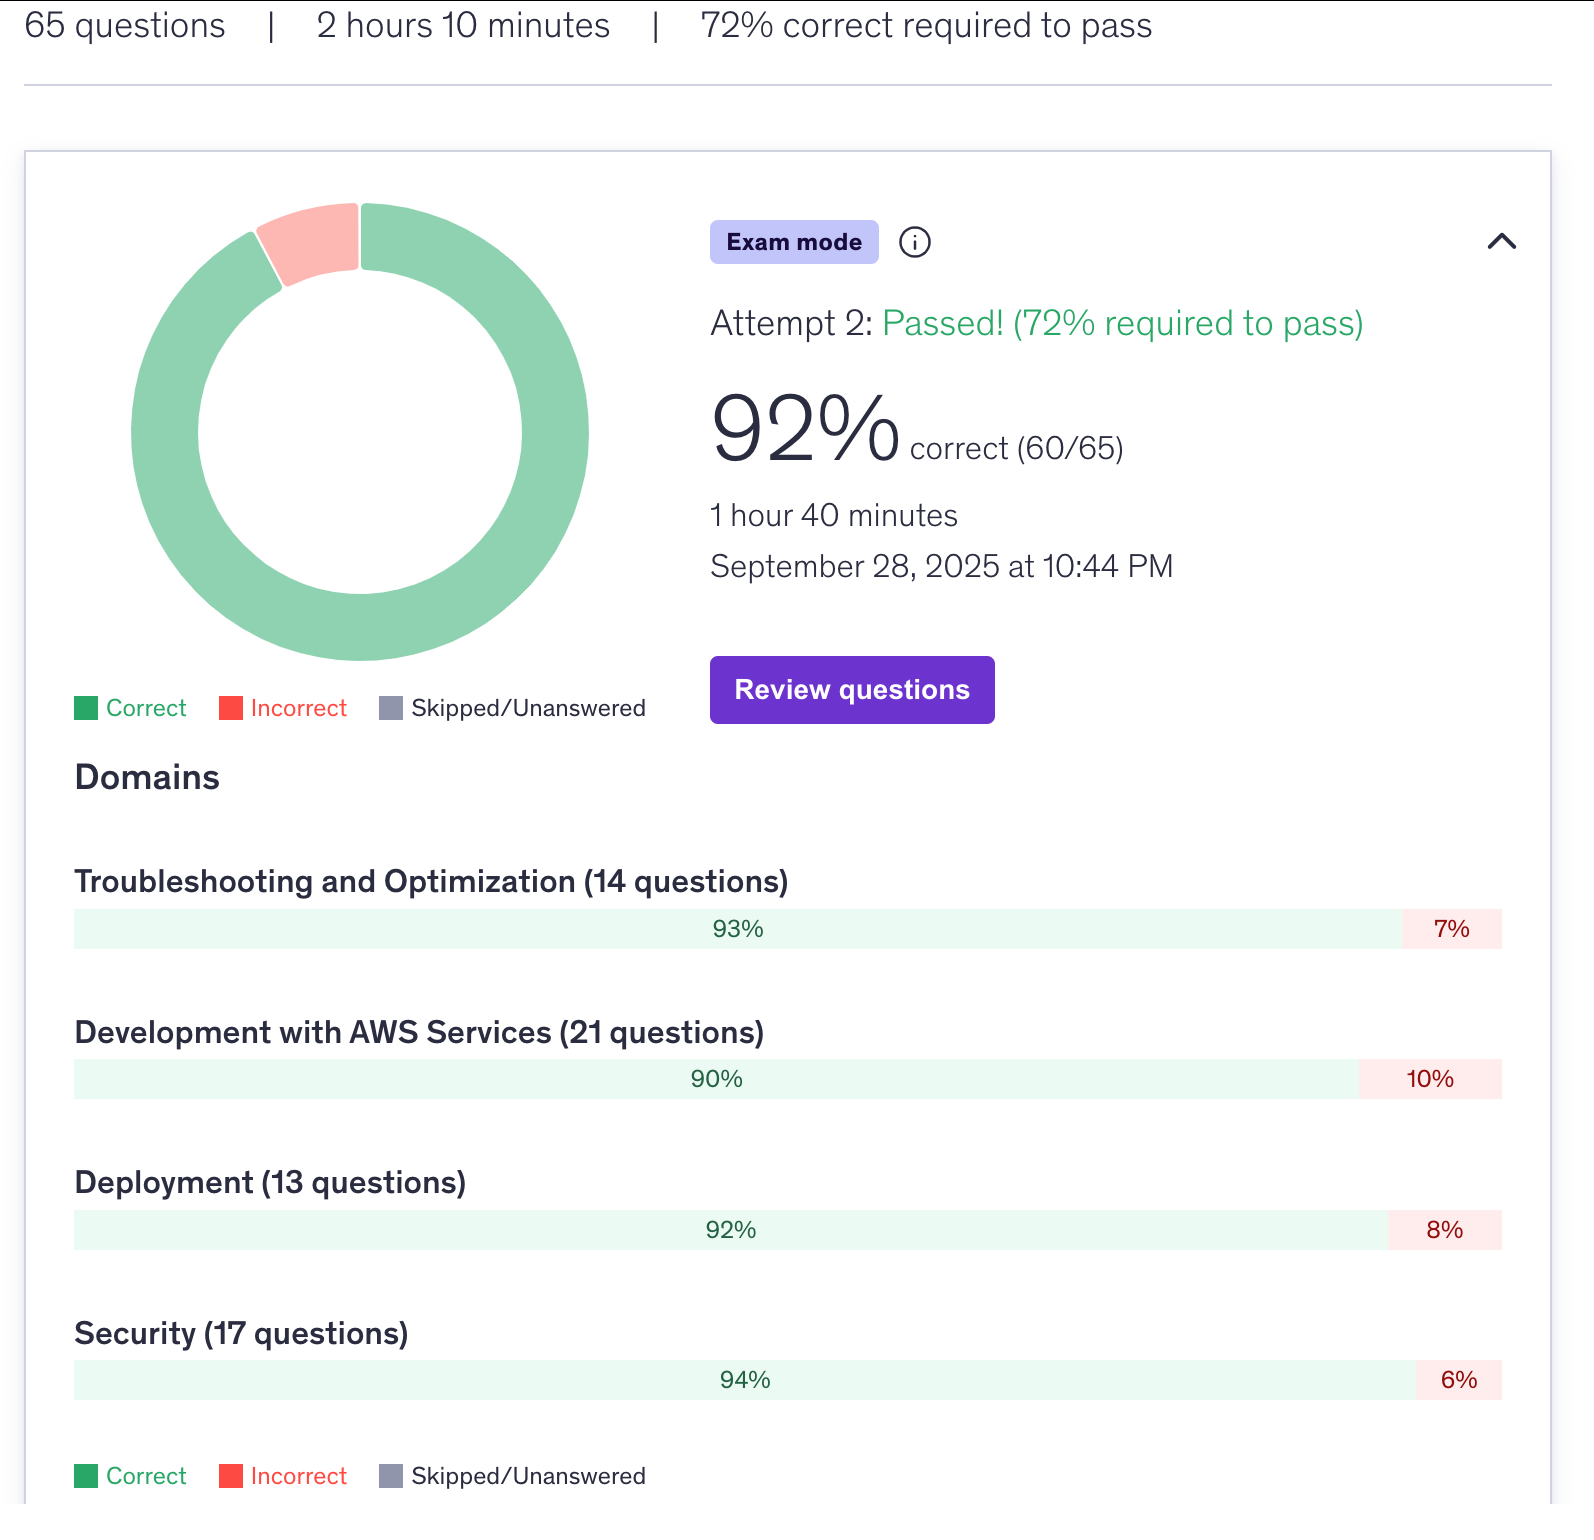 65 questions | 2 hours 10 minutes | 72% correct required to pass
Exam mode
Attempt 2: Passed! (72% required to pass)
92% correct (60/65)
1 hour 40 minutes
September 28, 2025 at 10:44 PM
Review questions
Correct Incorrect Skipped/Unanswered
Domains
Troubleshooting and Optimization (14 questions)
93% 7%
Development with AWS Services (21 questions)
90% 10%
Deployment (13 questions)
92% 8%
Security (17 questions)
94% 6%
Correct Incorrect Skipped/Unanswered